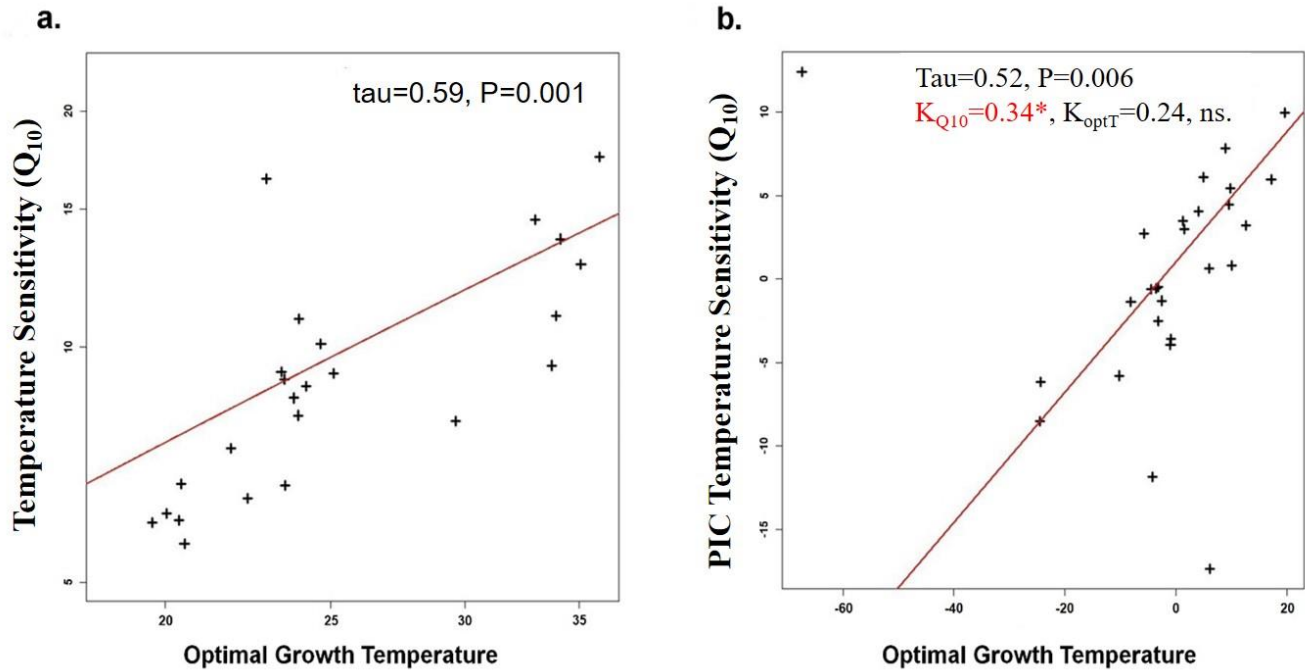 a.
tau=0.59, P=0.001
Temperature Sensitivity (Q10)
20
15
10
5
20 25 30 35
Optimal Growth Temperature
b.
Tau=0.52, P=0.006
KQ10=0.34*, KoptT=0.24, ns.
PIC Temperature Sensitivity (Q10)
10
5
0
-5
-10
-15
-60 -40 -20 0 20
Optimal Growth Temperature